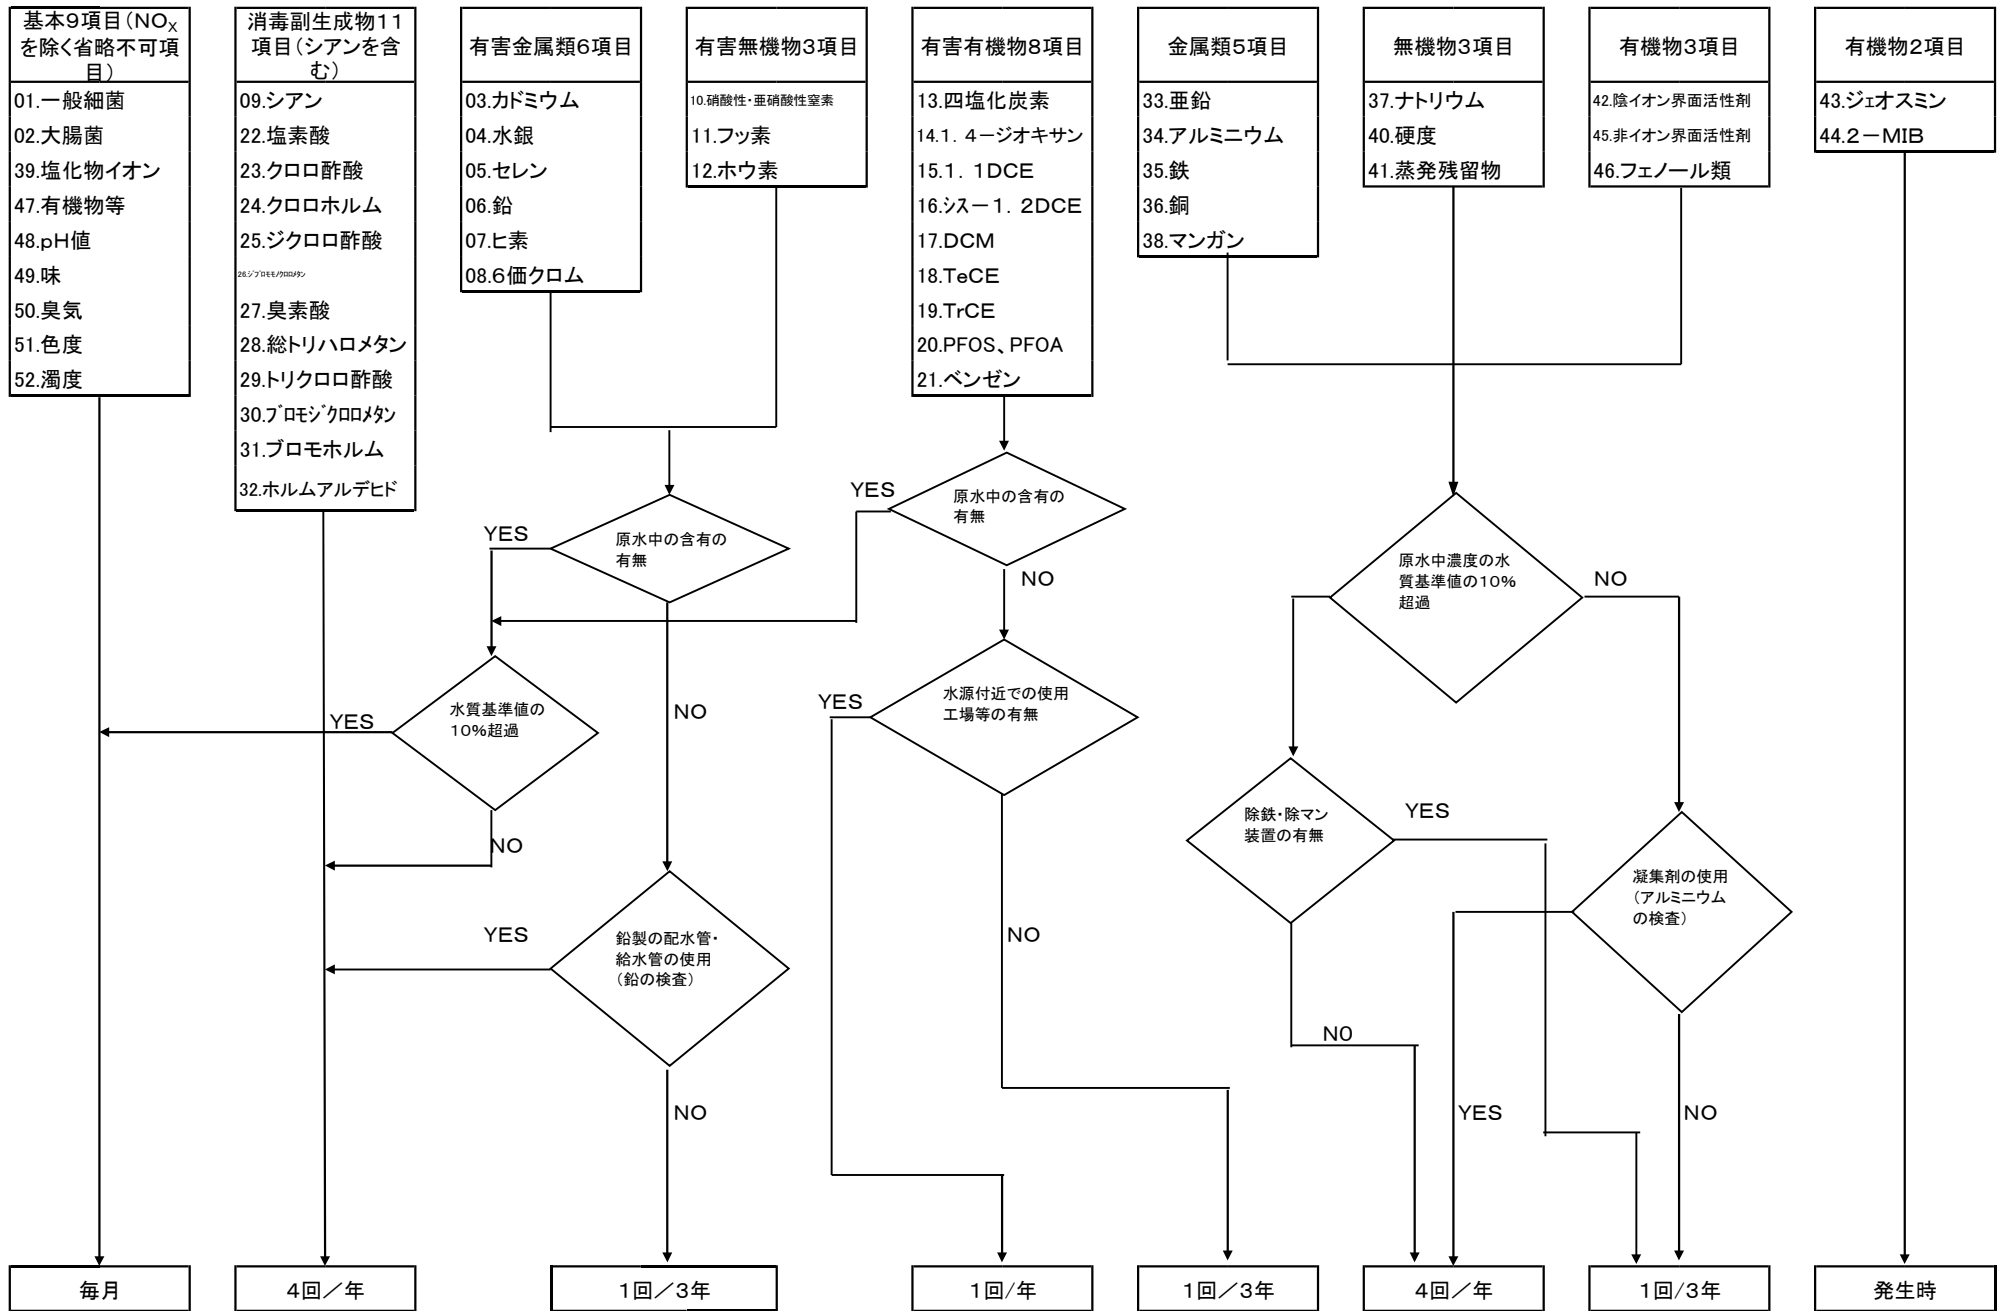 基本9項目(NOX
を除く省略不可項
目)
01.一般細菌
02.大腸菌
39.塩化物イオン
47.有機物等
48.pH値
49.味
50.臭気
51.色度
52.濁度
消毒副生成物11
項目(シアンを含
む)
09.シアン
22.塩素酸
23.クロロ酢酸
24.クロロホルム
25.ジクロロ酢酸
26.ジブロモモノクロロメタン
27.臭素酸
28.総トリハロメタン
29.トリクロロ酢酸
30.ブロモジクロロメタン
31.ブロモホルム
32.ホルムアルデヒド
有害金属類6項目
03.カドミウム
04.水銀
05.セレン
06.鉛
07.ヒ素
08.6価クロム
有害無機物3項目
10.硝酸性・亜硝酸性窒素
11.フッ素
12.ホウ素
有害有機物8項目
13.四塩化炭素
14.1.4-ジオキサン
15.1.1DCE
16.シス-1.2DCE
17.DCM
18.TeCE
19.TrCE
20.PFOS、PFOA
21.ベンゼン
金属類5項目
33.亜鉛
34.アルミニウム
35.鉄
36.銅
38.マンガン
無機物3項目
37.ナトリウム
40.硬度
41.蒸発残留物
有機物3項目
42.陰イオン界面活性剤
45.非イオン界面活性剤
46.フェノール類
有機物2項目
43.ジェオスミン
44.2-MIB
YES
原水中の含有の
有無
YES
原水中の含有の
有無
NO
原水中濃度の水
質基準値の10%
超過
NO
YES
水質基準値の
10%超過
NO
NO
YES
水源付近での使用
工場等の有無
NO
除鉄・除マン
装置の有無
YES
N0
凝集剤の使用
(アルミニウム
の検査)
YES
NO
YES
鉛製の配水管・
給水管の使用
(鉛の検査)
NO
毎月
4回/年
1回/3年
1回/年
1回/3年
4回/年
1回/3年
発生時